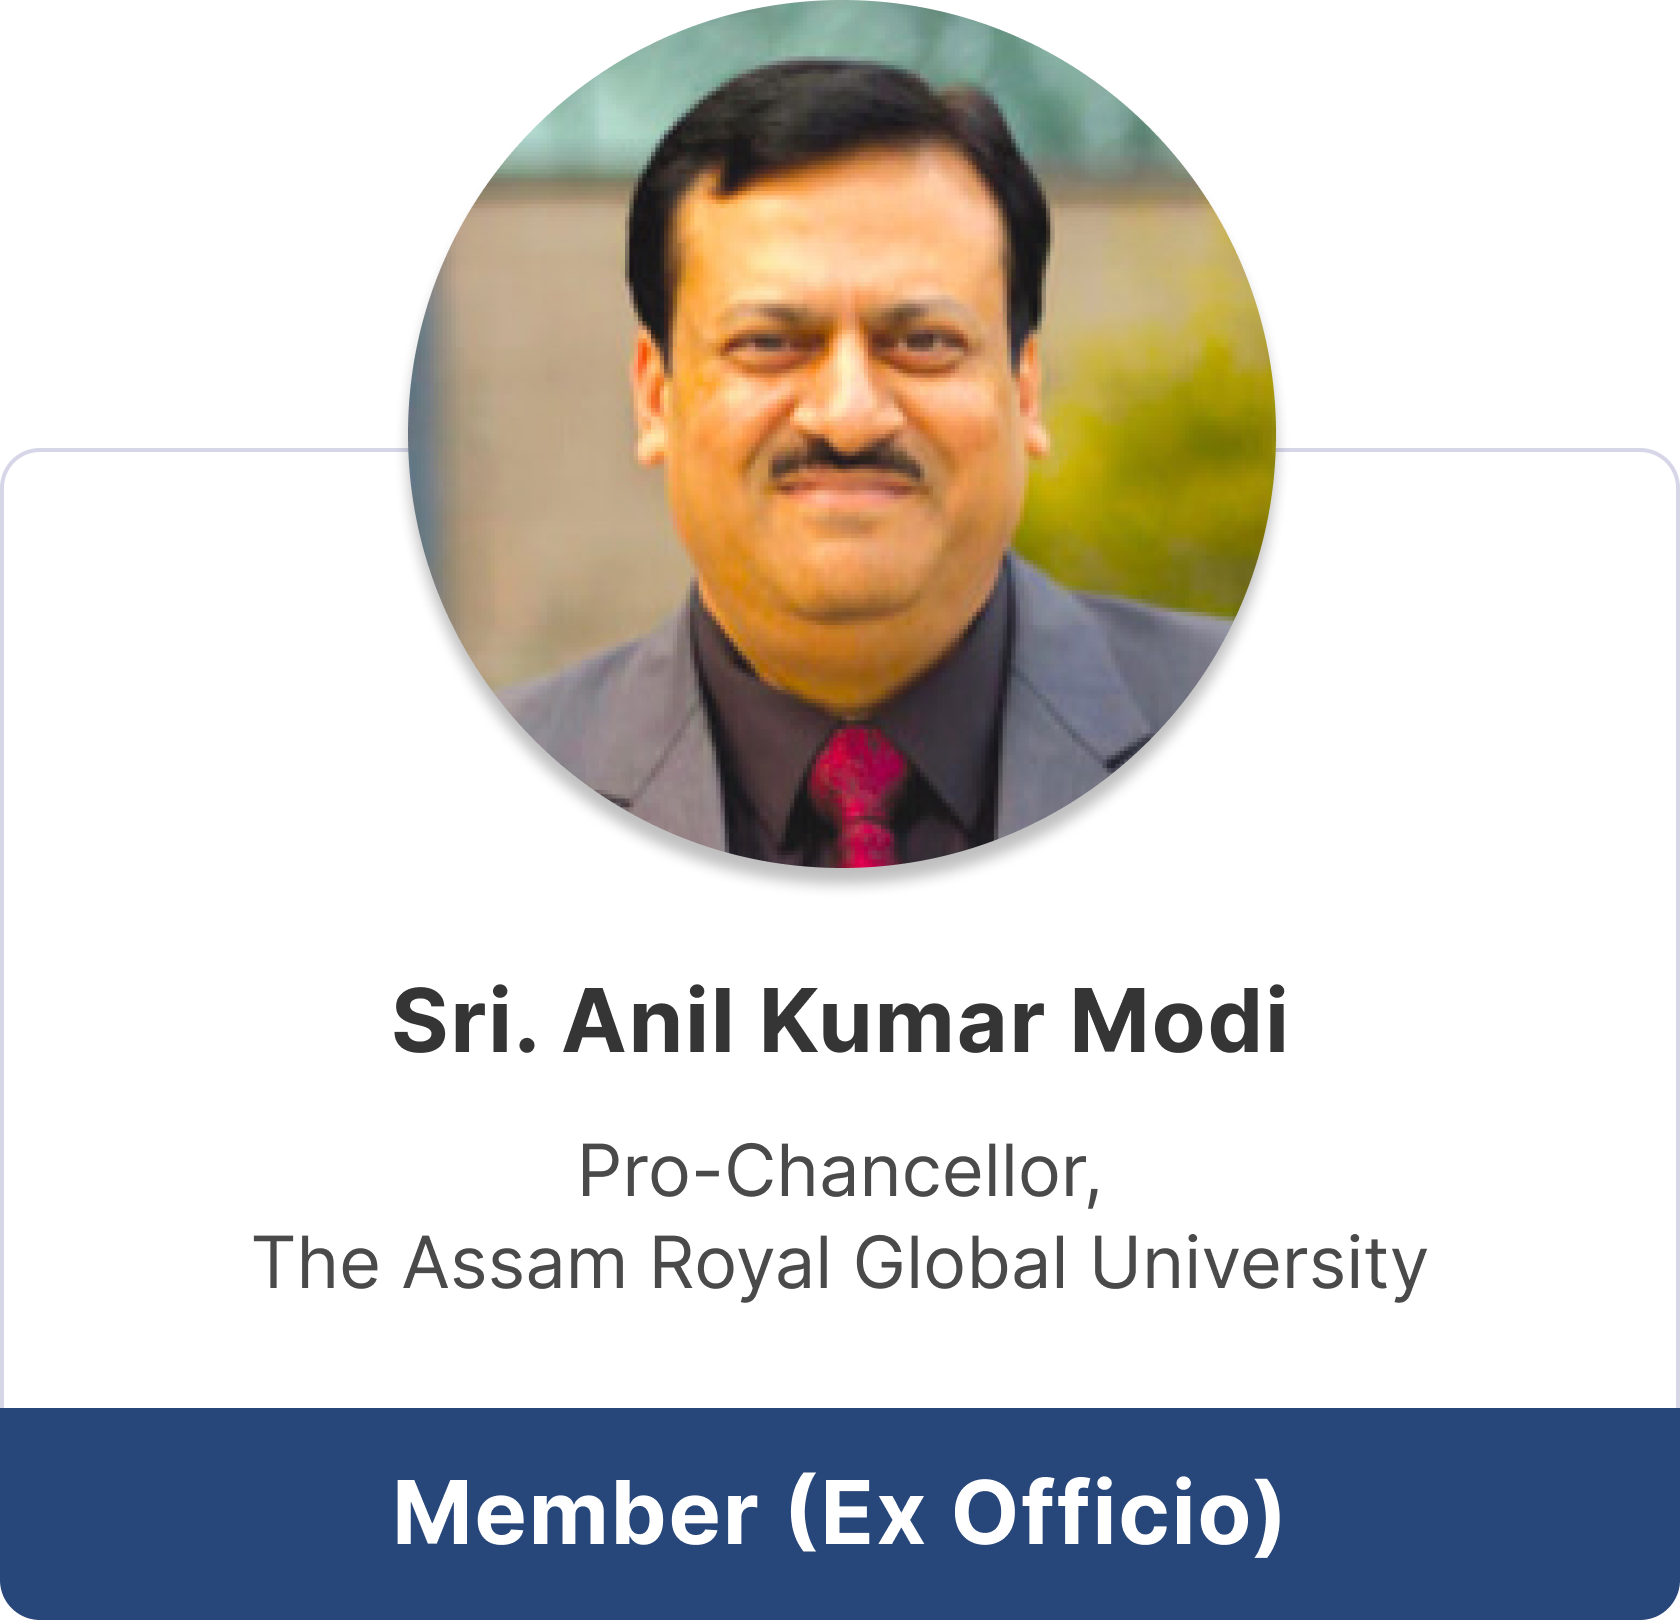 Sri. Anil Kumar Modi
Pro-Chancellor,
The Assam Royal Global University
Member (Ex Officio)